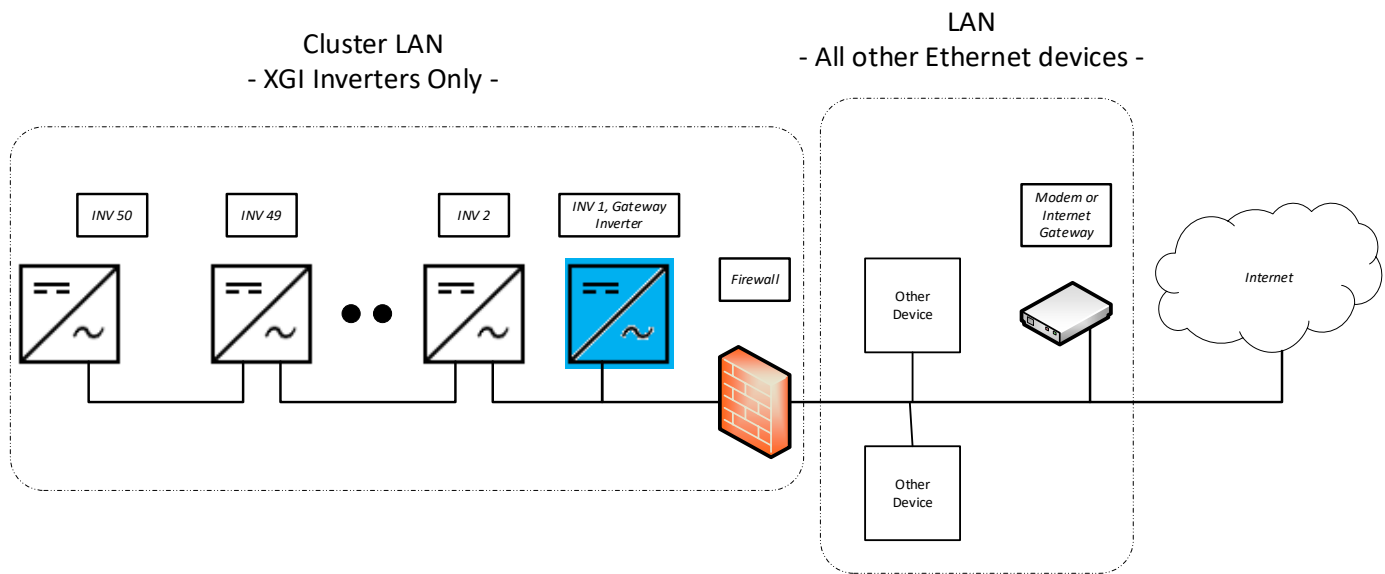 Cluster LAN
- XGI Inverters Only -
LAN
- All other Ethernet devices -
INV 50
INV 49
INV 2
INV 1, Gateway
Inverter
Firewall
Other
Device
Modem or
Internet
Gateway
Internet
Other
Device